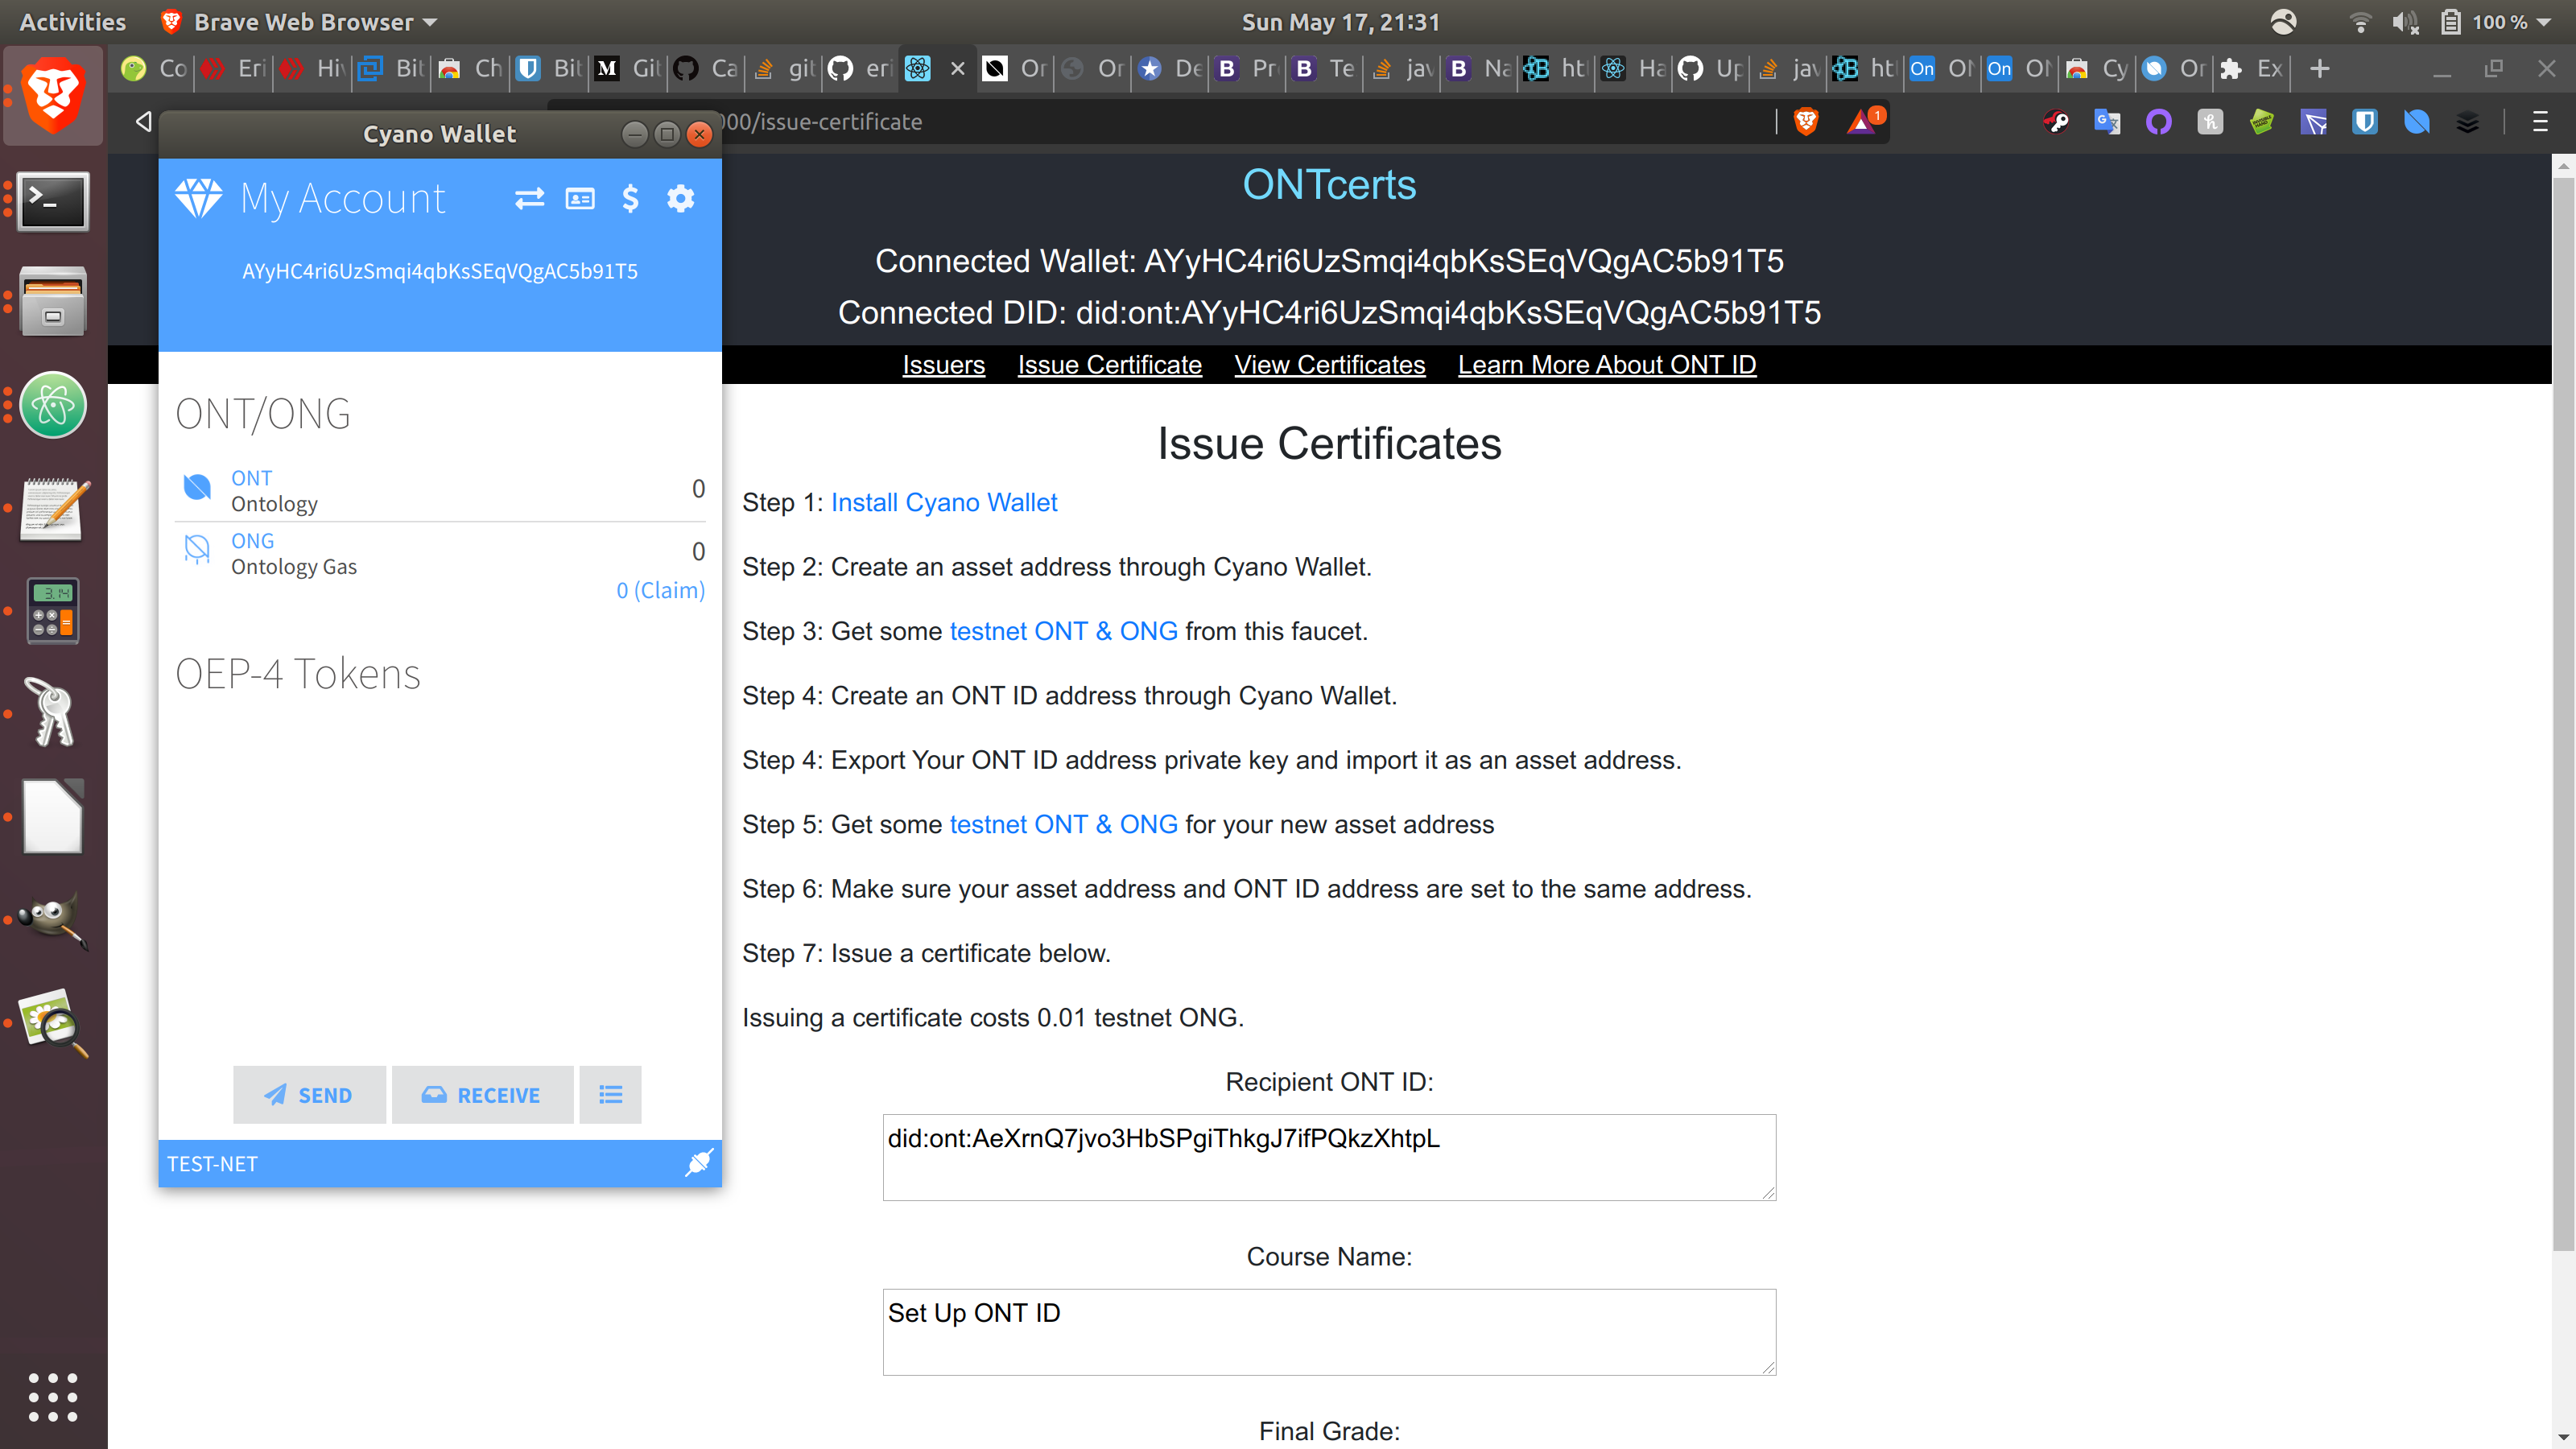 Activities
Brave Web Browser
Sun May 17, 21:31
100 %
Co
Eri
Hiv
Bit
Ch
Bit
Git
Ca
git
eri
Or
Or
De
Pr
Te
jav
Na
ht
Ha
Up
jav
ht
On
On
Cy
Or
Ex
000/issue-certificate
1
Cyano Wallet
My Account
AYyHC4ri6UzSmqi4qbKsSEqVQgAC5b91T5
ONT/ONG
ONT
Ontology
0
ONG
Ontology Gas
0
0 (Claim)
OEP-4 Tokens
SEND
RECEIVE
TEST-NET
ONTcerts
Connected Wallet: AYyHC4ri6UzSmqi4qbKsSEqVQgAC5b91T5
Connected DID: did:ont:AYyHC4ri6UzSmqi4qbKsSEqVQgAC5b91T5
Issuers Issue Certificate View Certificates Learn More About ONT ID
Issue Certificates
Step 1: Install Cyano Wallet
Step 2: Create an asset address through Cyano Wallet.
Step 3: Get some testnet ONT & ONG from this faucet.
Step 4: Create an ONT ID address through Cyano Wallet.
Step 4: Export Your ONT ID address private key and import it as an asset address.
Step 5: Get some testnet ONT & ONG for your new asset address
Step 6: Make sure your asset address and ONT ID address are set to the same address.
Step 7: Issue a certificate below.
Issuing a certificate costs 0.01 testnet ONG.
Recipient ONT ID:
did:ont:AeXrnQ7jvo3HbSPgiThkgJ7ifPQkzXhtpL
Course Name:
Set Up ONT ID
Final Grade: